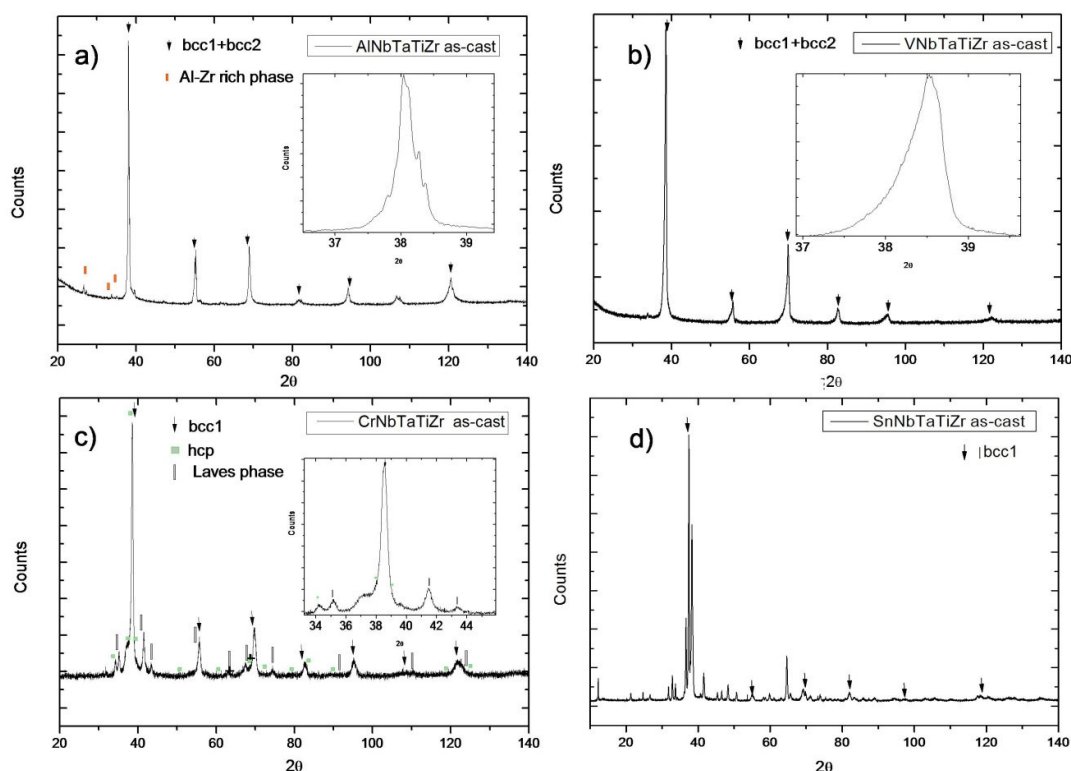 a)
bcc1+bcc2
AlNbTaTiZr as-cast
Al-Zr rich phase
Counts
Counts
37 38 39
2θ
20 40 60 80 100 120 140
2θ
b)
bcc1+bcc2
VNbTaTiZr as-cast
Counts
37 38 39
2θ
20 40 60 80 100 120 140
2θ
c)
bcc1
CrNbTaTiZr as-cast
hcp
Laves phase
Counts
Counts
34 36 38 40 42 44
2θ
20 40 60 80 100 120 140
2θ
d)
SnNbTaTiZr as-cast
bcc1
Counts
20 40 60 80 100 120 140
2θ